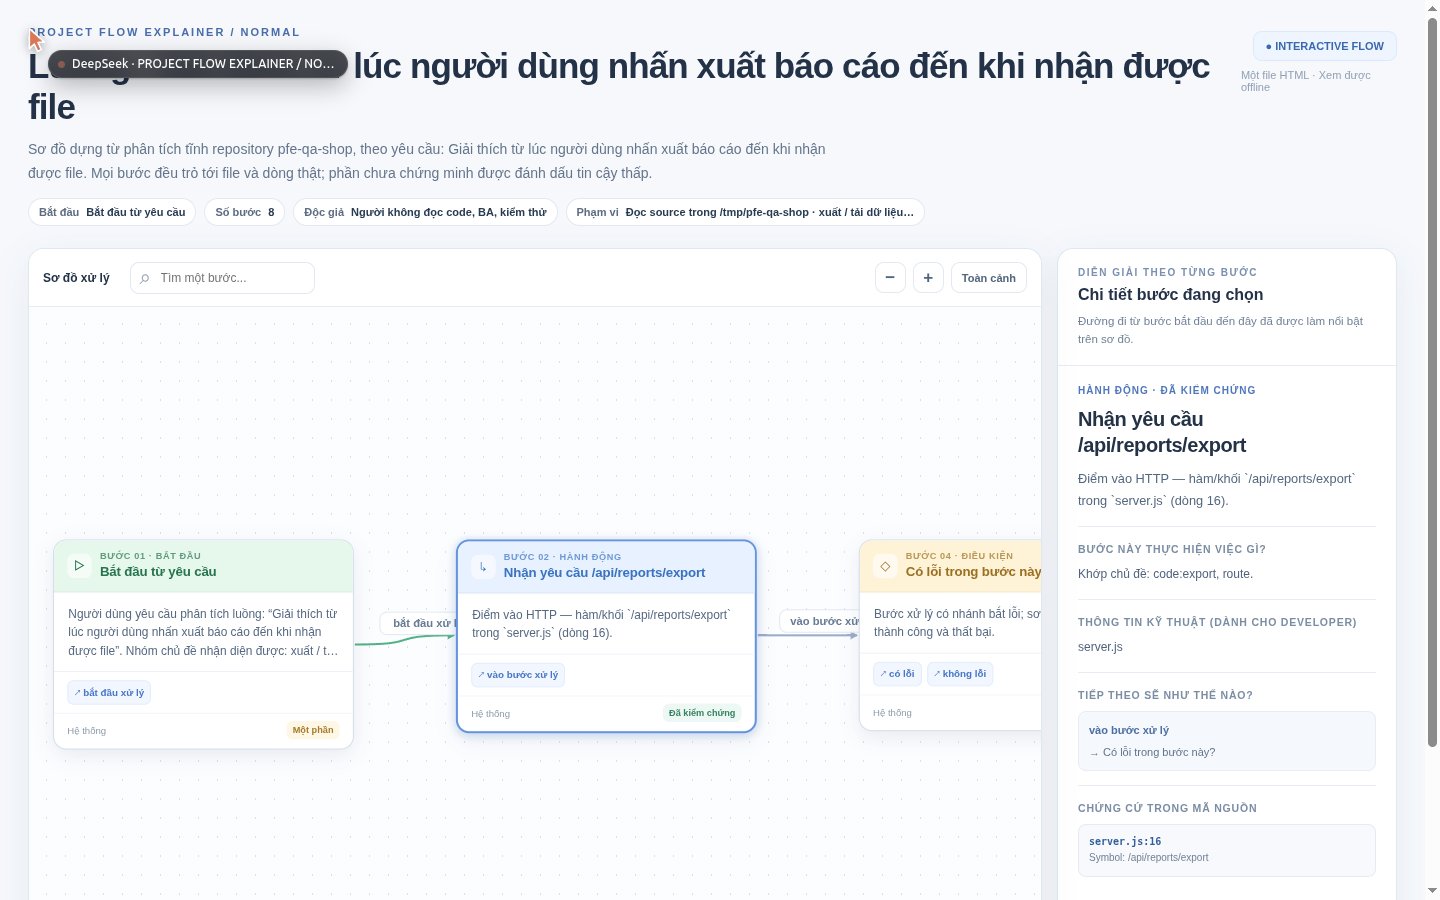 PROJECT FLOW EXPLAINER / NORMAL
DeepSeek · PROJECT FLOW EXPLAINER / NO...
lúc người dùng nhấn xuất báo cáo đến khi nhận được
file
● INTERACTIVE FLOW
Một file HTML · Xem được
offline
Sơ đồ dựng từ phân tích tĩnh repository pfe-qa-shop, theo yêu cầu: Giải thích từ lúc người dùng nhấn xuất báo cáo đến khi nhận
được file. Mọi bước đều trỏ tới file và dòng thật; phần chưa chứng minh được đánh dấu tin cậy thấp.
Bắt đầu Bắt đầu từ yêu cầu
Số bước 8
Độc giả Người không đọc code, BA, kiểm thử
Phạm vi Đọc source trong /tmp/pfe-qa-shop · xuất / tải dữ liệu...
Sơ đồ xử lý
⌕ Tìm một bước...
− + Toàn cảnh
BƯỚC 01 · BẮT ĐẦU
Bắt đầu từ yêu cầu
Người dùng yêu cầu phân tích luồng: “Giải thích từ
lúc người dùng nhấn xuất báo cáo đến khi nhận
được file”. Nhóm chủ đề nhận diện được: xuất / t...
↗ bắt đầu xử lý
Hệ thống
Một phần
bắt đầu xử l
BƯỚC 02 · HÀNH ĐỘNG
Nhận yêu cầu /api/reports/export
Điểm vào HTTP — hàm/khối `/api/reports/export`
trong `server.js` (dòng 16).
↗ vào bước xử lý
Hệ thống
Đã kiểm chứng
vào bước xử
BƯỚC 04 · ĐIỀU KIỆN
Có lỗi trong bước này
Bước xử lý có nhánh bắt lỗi; sơ
thành công và thất bại.
↗ có lỗi ↗ không lỗi
Hệ thống
DIỄN GIẢI THEO TỪNG BƯỚC
Chi tiết bước đang chọn
Đường đi từ bước bắt đầu đến đây đã được làm nổi bật
trên sơ đồ.
HÀNH ĐỘNG · ĐÃ KIỂM CHỨNG
Nhận yêu cầu
/api/reports/export
Điểm vào HTTP — hàm/khối `/api/reports/export`
trong `server.js` (dòng 16).
BƯỚC NÀY THỰC HIỆN VIỆC GÌ?
Khớp chủ đề: code:export, route.
THÔNG TIN KỸ THUẬT (DÀNH CHO DEVELOPER)
server.js
TIẾP THEO SẼ NHƯ THẾ NÀO?
vào bước xử lý
→ Có lỗi trong bước này?
CHỨNG CỨ TRONG MÃ NGUỒN
server.js:16
Symbol: /api/reports/export